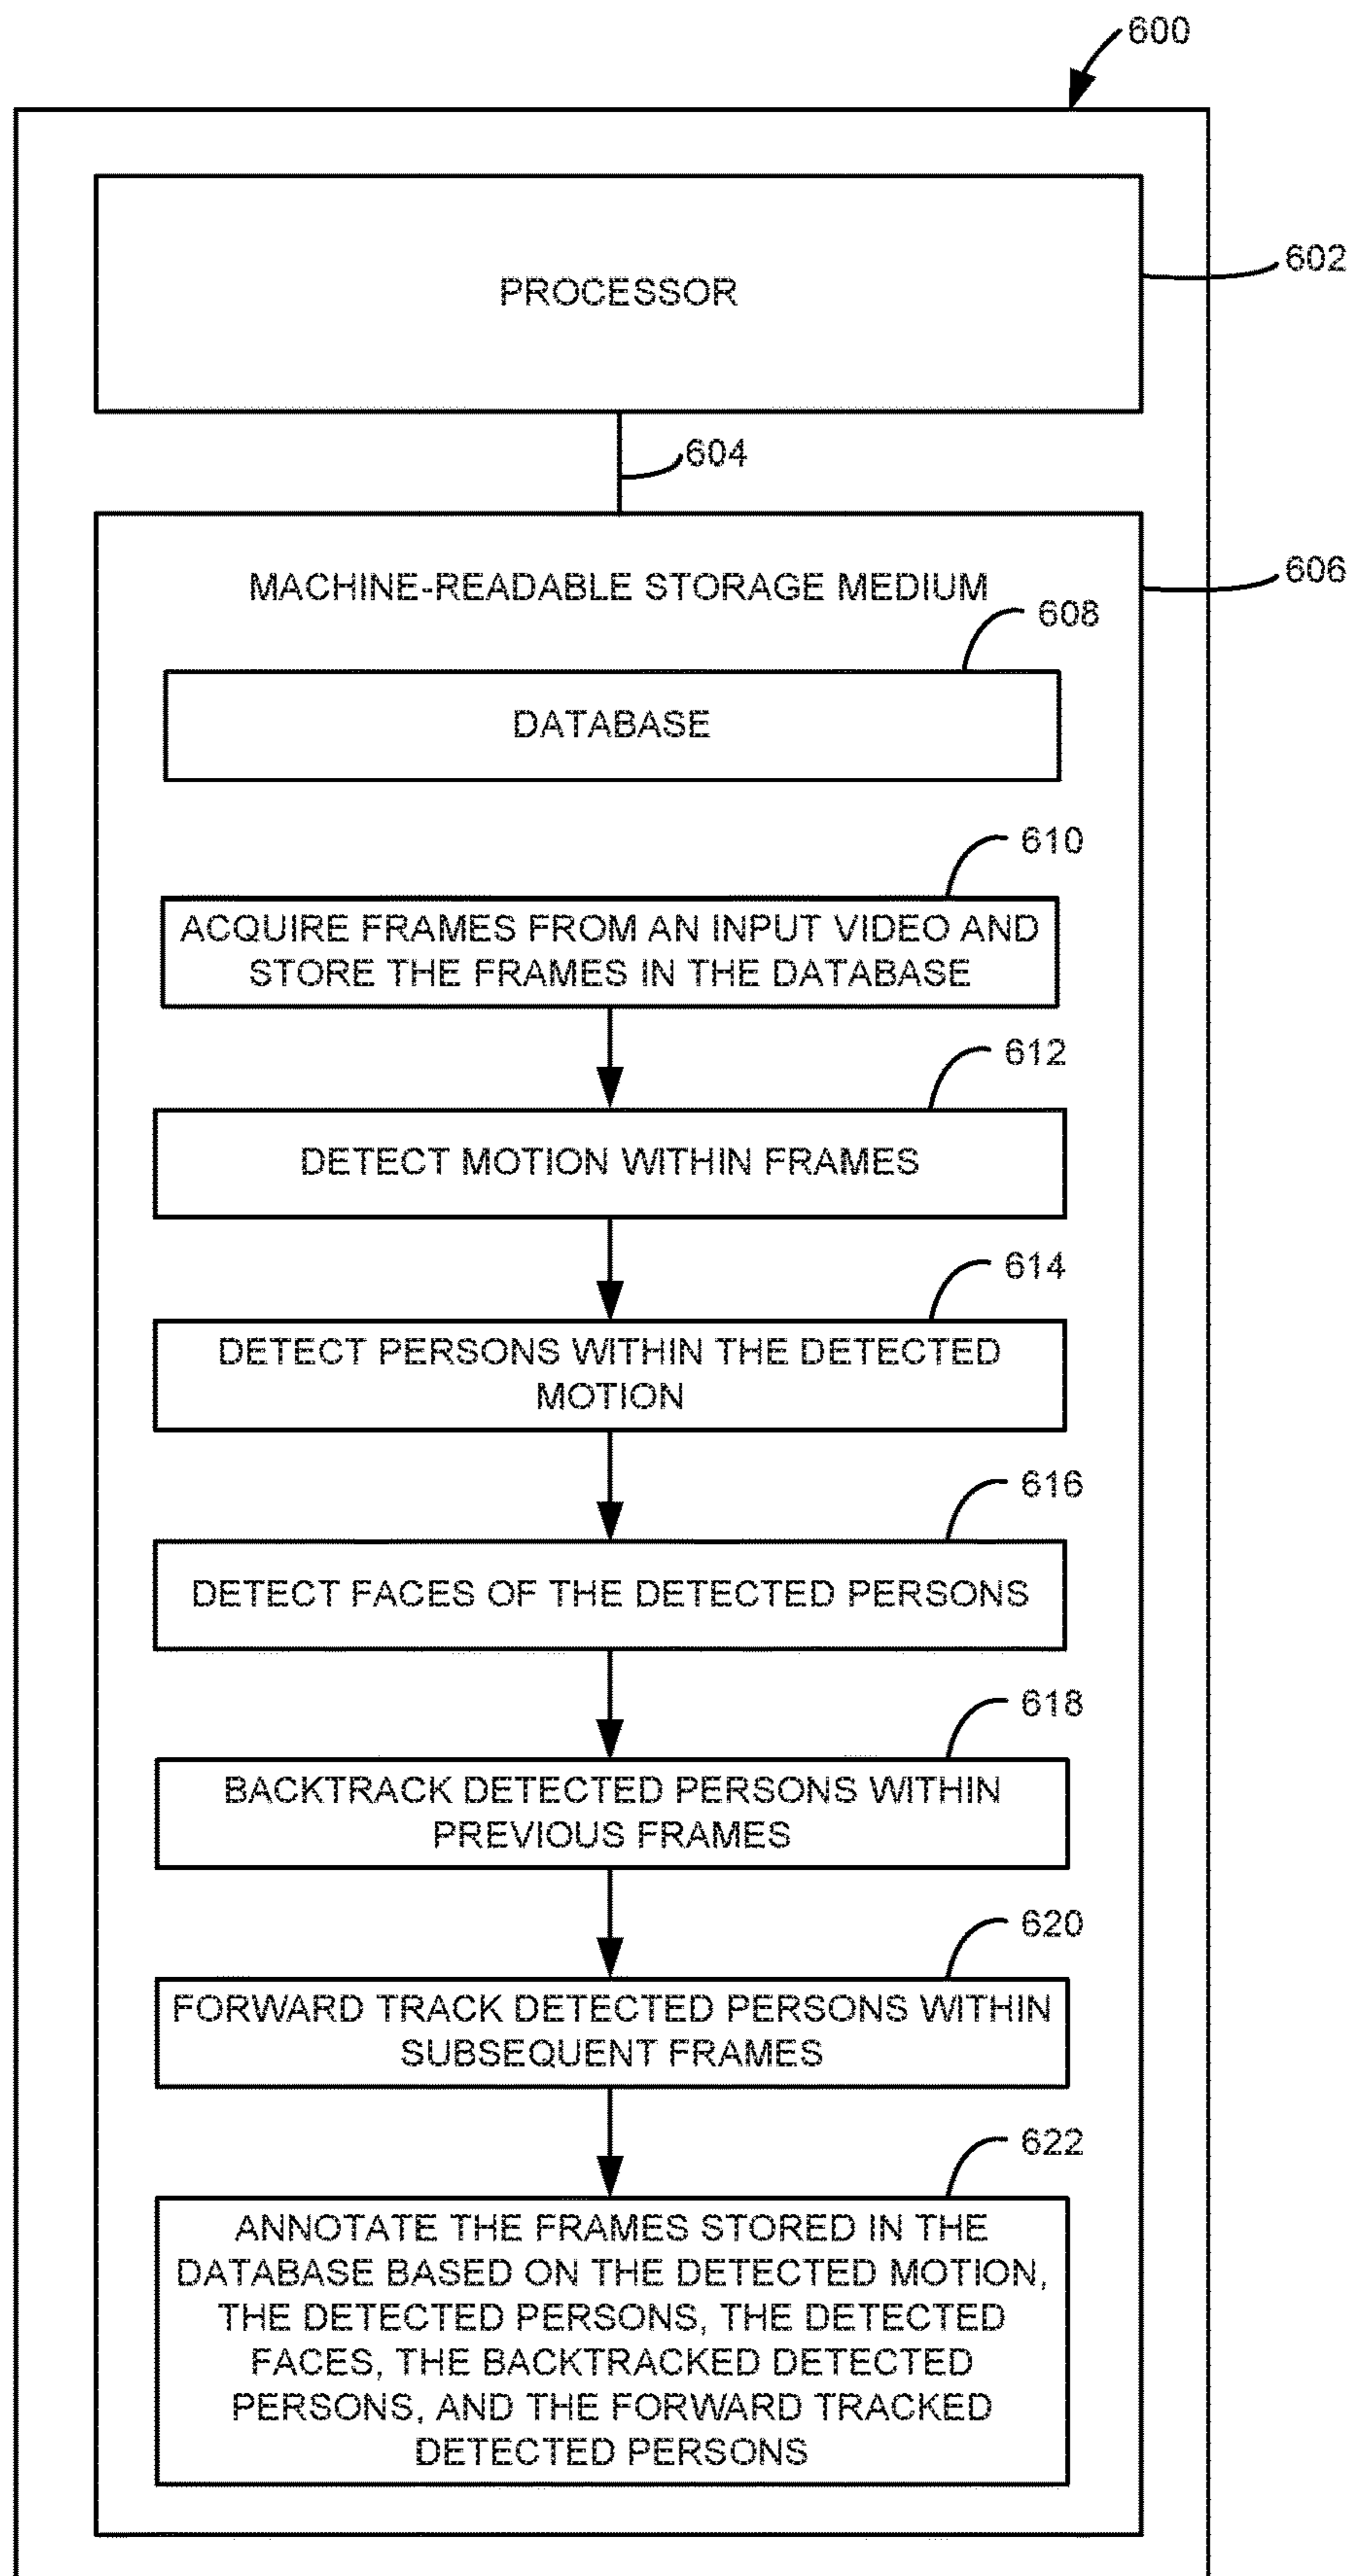 600
PROCESSOR
602
604
MACHINE-READABLE STORAGE MEDIUM
606
608
DATABASE
610
ACQUIRE FRAMES FROM AN INPUT VIDEO AND
STORE THE FRAMES IN THE DATABASE
612
DETECT MOTION WITHIN FRAMES
614
DETECT PERSONS WITHIN THE DETECTED
MOTION
616
DETECT FACES OF THE DETECTED PERSONS
618
BACKTRACK DETECTED PERSONS WITHIN
PREVIOUS FRAMES
620
FORWARD TRACK DETECTED PERSONS WITHIN
SUBSEQUENT FRAMES
622
ANNOTATE THE FRAMES STORED IN THE
DATABASE BASED ON THE DETECTED MOTION,
THE DETECTED PERSONS, THE DETECTED
FACES, THE BACKTRACKED DETECTED
PERSONS, AND THE FORWARD TRACKED
DETECTED PERSONS